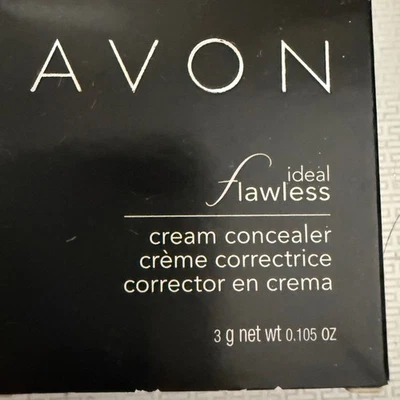 AVON
ideal
flawless
cream concealer
crème correctrice
corrector en crema
3 g net wt 0.105 oz